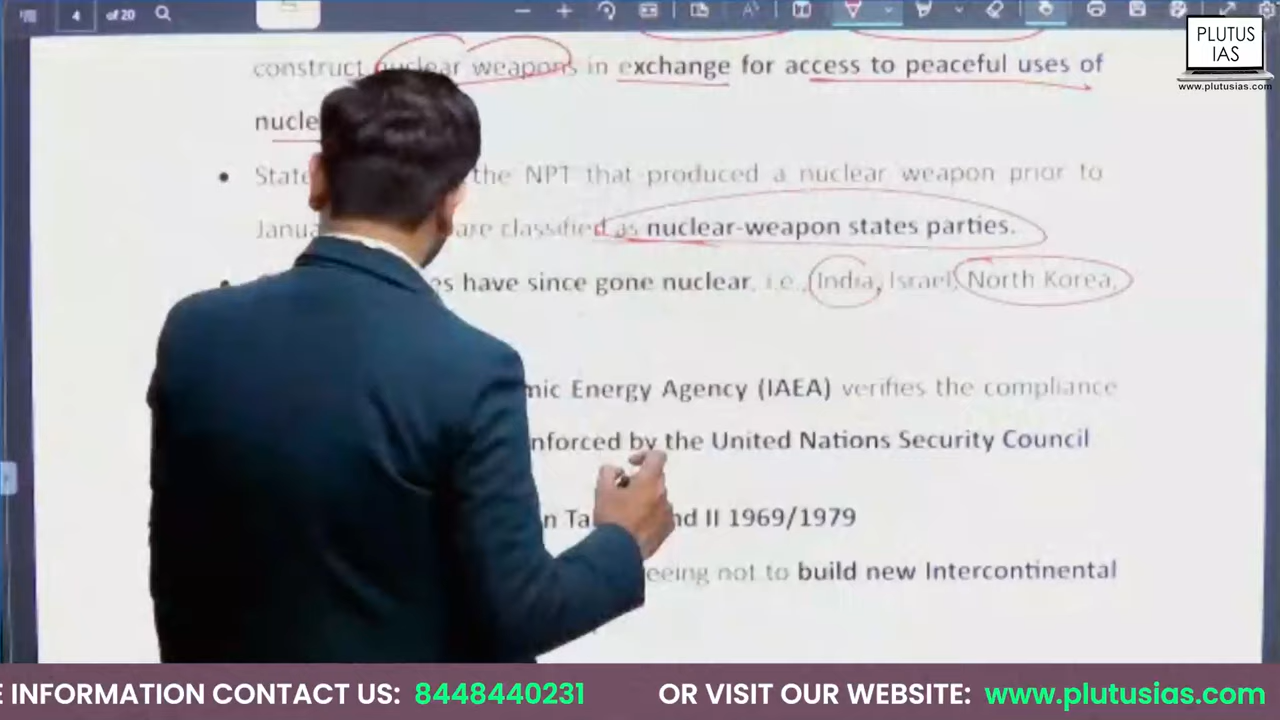 4 of 20
PLUTUS
IAS
www.plutusias.com
construct nuclear weapons in exchange for access to peaceful uses of
nucle
State the NPT that produced a nuclear weapon prior to
Janua are classified as nuclear-weapon states parties.
es have since gone nuclear, i.e., India, Israel, North Korea,
mic Energy Agency (IAEA) verifies the compliance
nforced by the United Nations Security Council
n Ta nd II 1969/1979
eeing not to build new Intercontinental
E INFORMATION CONTACT US: 8448440231 OR VISIT OUR WEBSITE: www.plutusias.com